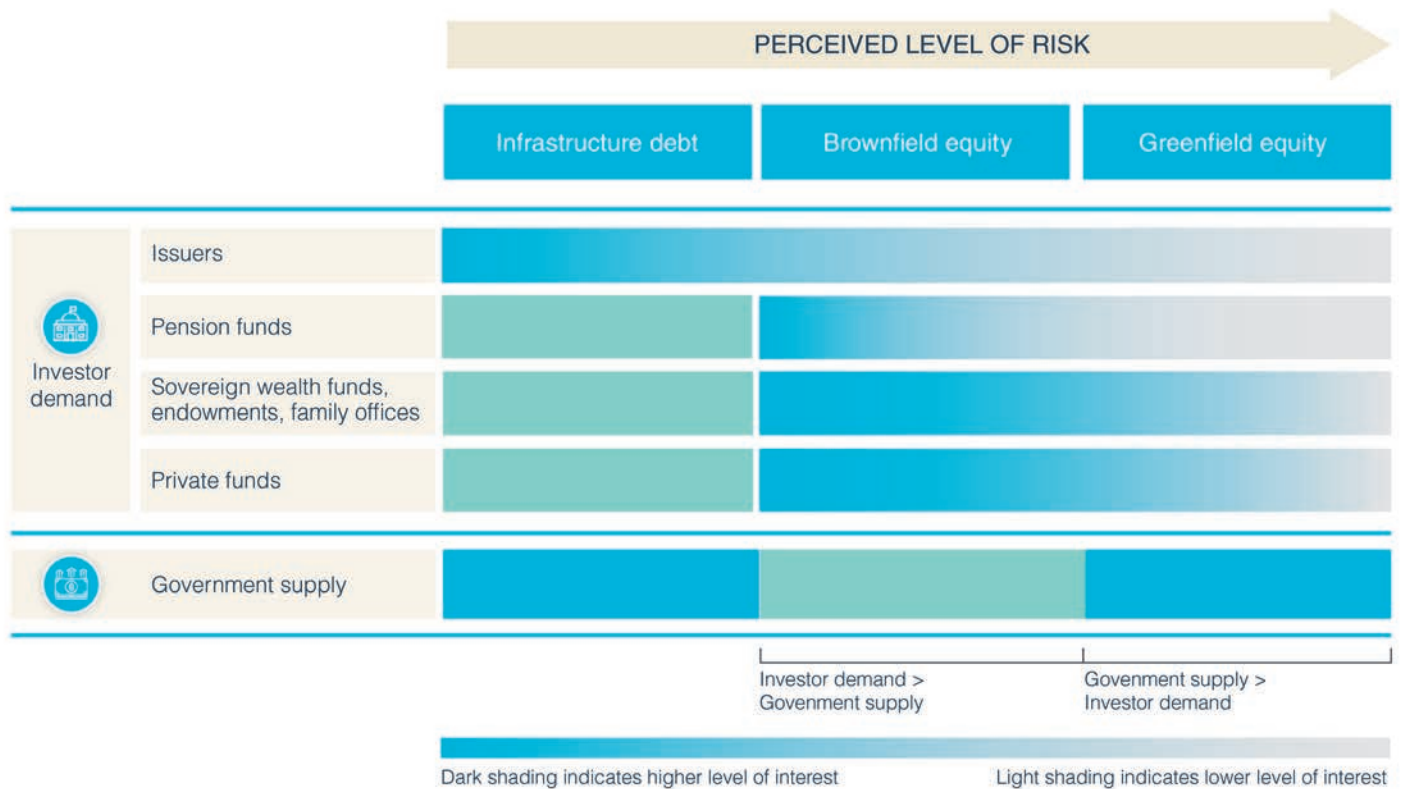 PERCEIVED LEVEL OF RISK
Infrastructure debt
Brownfield equity
Greenfield equity
Investor
demand
Issuers
Pension funds
Sovereign wealth funds,
endowments, family offices
Private funds
Government supply
Investor demand >
Govenment supply
Govenment supply >
Investor demand
Dark shading indicates higher level of interest
Light shading indicates lower level of interest